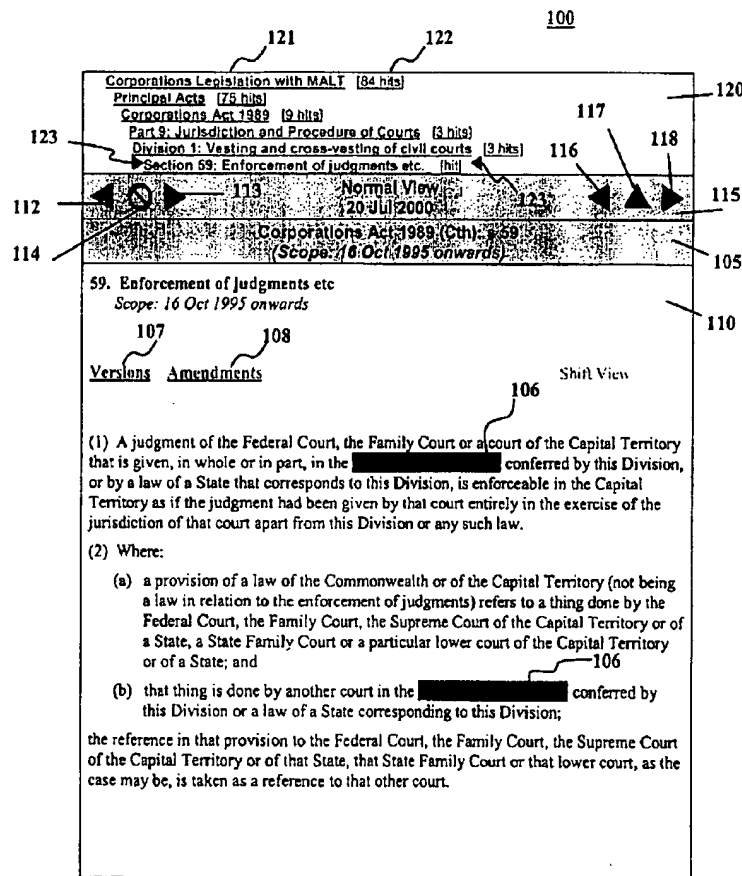 100
121 122
Corporations Legislation with MALT [84 hits]
120
Principal Acts [75 hits]
Corporations Act 1989 [9 hits]
117
Part 9: Jurisdiction and Procedure of Courts [3 hits]
123 Division 1: Vesting and cross-vesting of civil courts [3 hits] 116 118
Section 59: Enforcement of judgments etc. [hit]
112 113 Normal View 123 115
20 Jul 2000
114 Corporations Act 1989 (Cth): s 59 105
(Scope: 16 Oct 1995 onwards)
59. Enforcement of judgments etc
Scope: 16 Oct 1995 onwards
110
107 108
Versions Amendments Shift View
106
(1) A judgment of the Federal Court, the Family Court or a court of the Capital Territory
that is given, in whole or in part, in the conferred by this Division,
or by a law of a State that corresponds to this Division, is enforceable in the Capital
Territory as if the judgment had been given by that court entirely in the exercise of the
jurisdiction of that court apart from this Division or any such law.
(2) Where:
(a) a provision of a law of the Commonwealth or of the Capital Territory (not being
a law in relation to the enforcement of judgments) refers to a thing done by the
Federal Court, the Family Court, the Supreme Court of the Capital Territory or of
a State, a State Family Court or a particular lower court of the Capital Territory
or of a State; and
106
(b) that thing is done by another court in the conferred by
this Division or a law of a State corresponding to this Division;
the reference in that provision to the Federal Court, the Family Court, the Supreme Court
of the Capital Territory or of that State, that State Family Court or that lower court, as the
case may be, is taken as a reference to that other court.